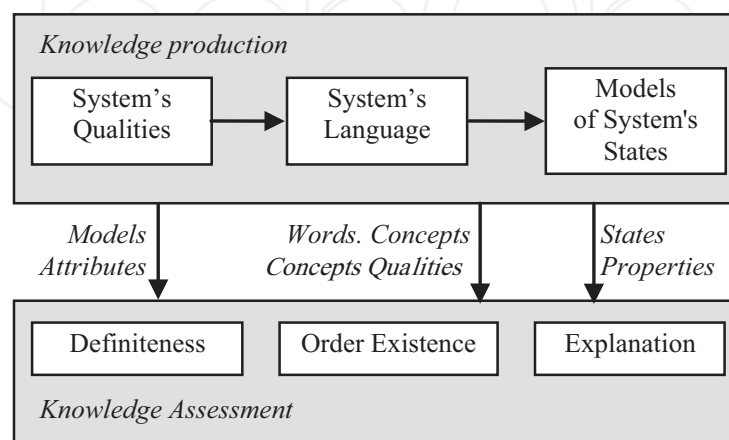 Knowledge production
System's
Qualities
System's
Language
Models
of System's
States
Models
Attributes
Words. Concepts
Concepts Qualities
States
Properties
Definiteness
Order Existence
Explanation
Knowledge Assessment